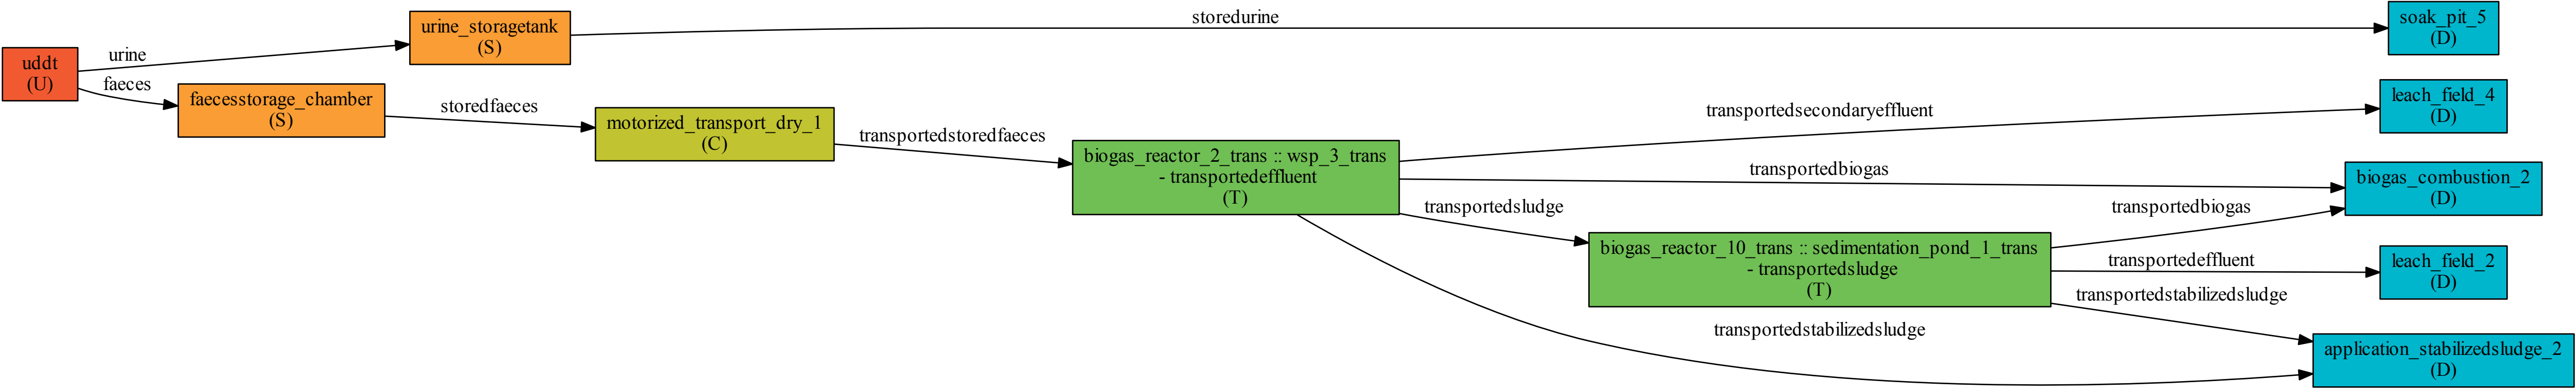 uddt
(U)
urine
faeces
urine_storagetank
(S)
faecesstorage_chamber
(S)
storedurine
storedfaeces
motorized_transport_dry_1
(C)
transportedstoredfaeces
biogas_reactor_2_trans :: wsp_3_trans
- transportedeffluent
(T)
transportedsecondaryeffluent
transportedbiogas
transportedsludge
transportedstabilizedsludge
biogas_reactor_10_trans :: sedimentation_pond_1_trans
- transportedsludge
(T)
transportedbiogas
transportedeffluent
transportedstabilizedsludge
soak_pit_5
(D)
leach_field_4
(D)
biogas_combustion_2
(D)
leach_field_2
(D)
application_stabilizedsludge_2
(D)